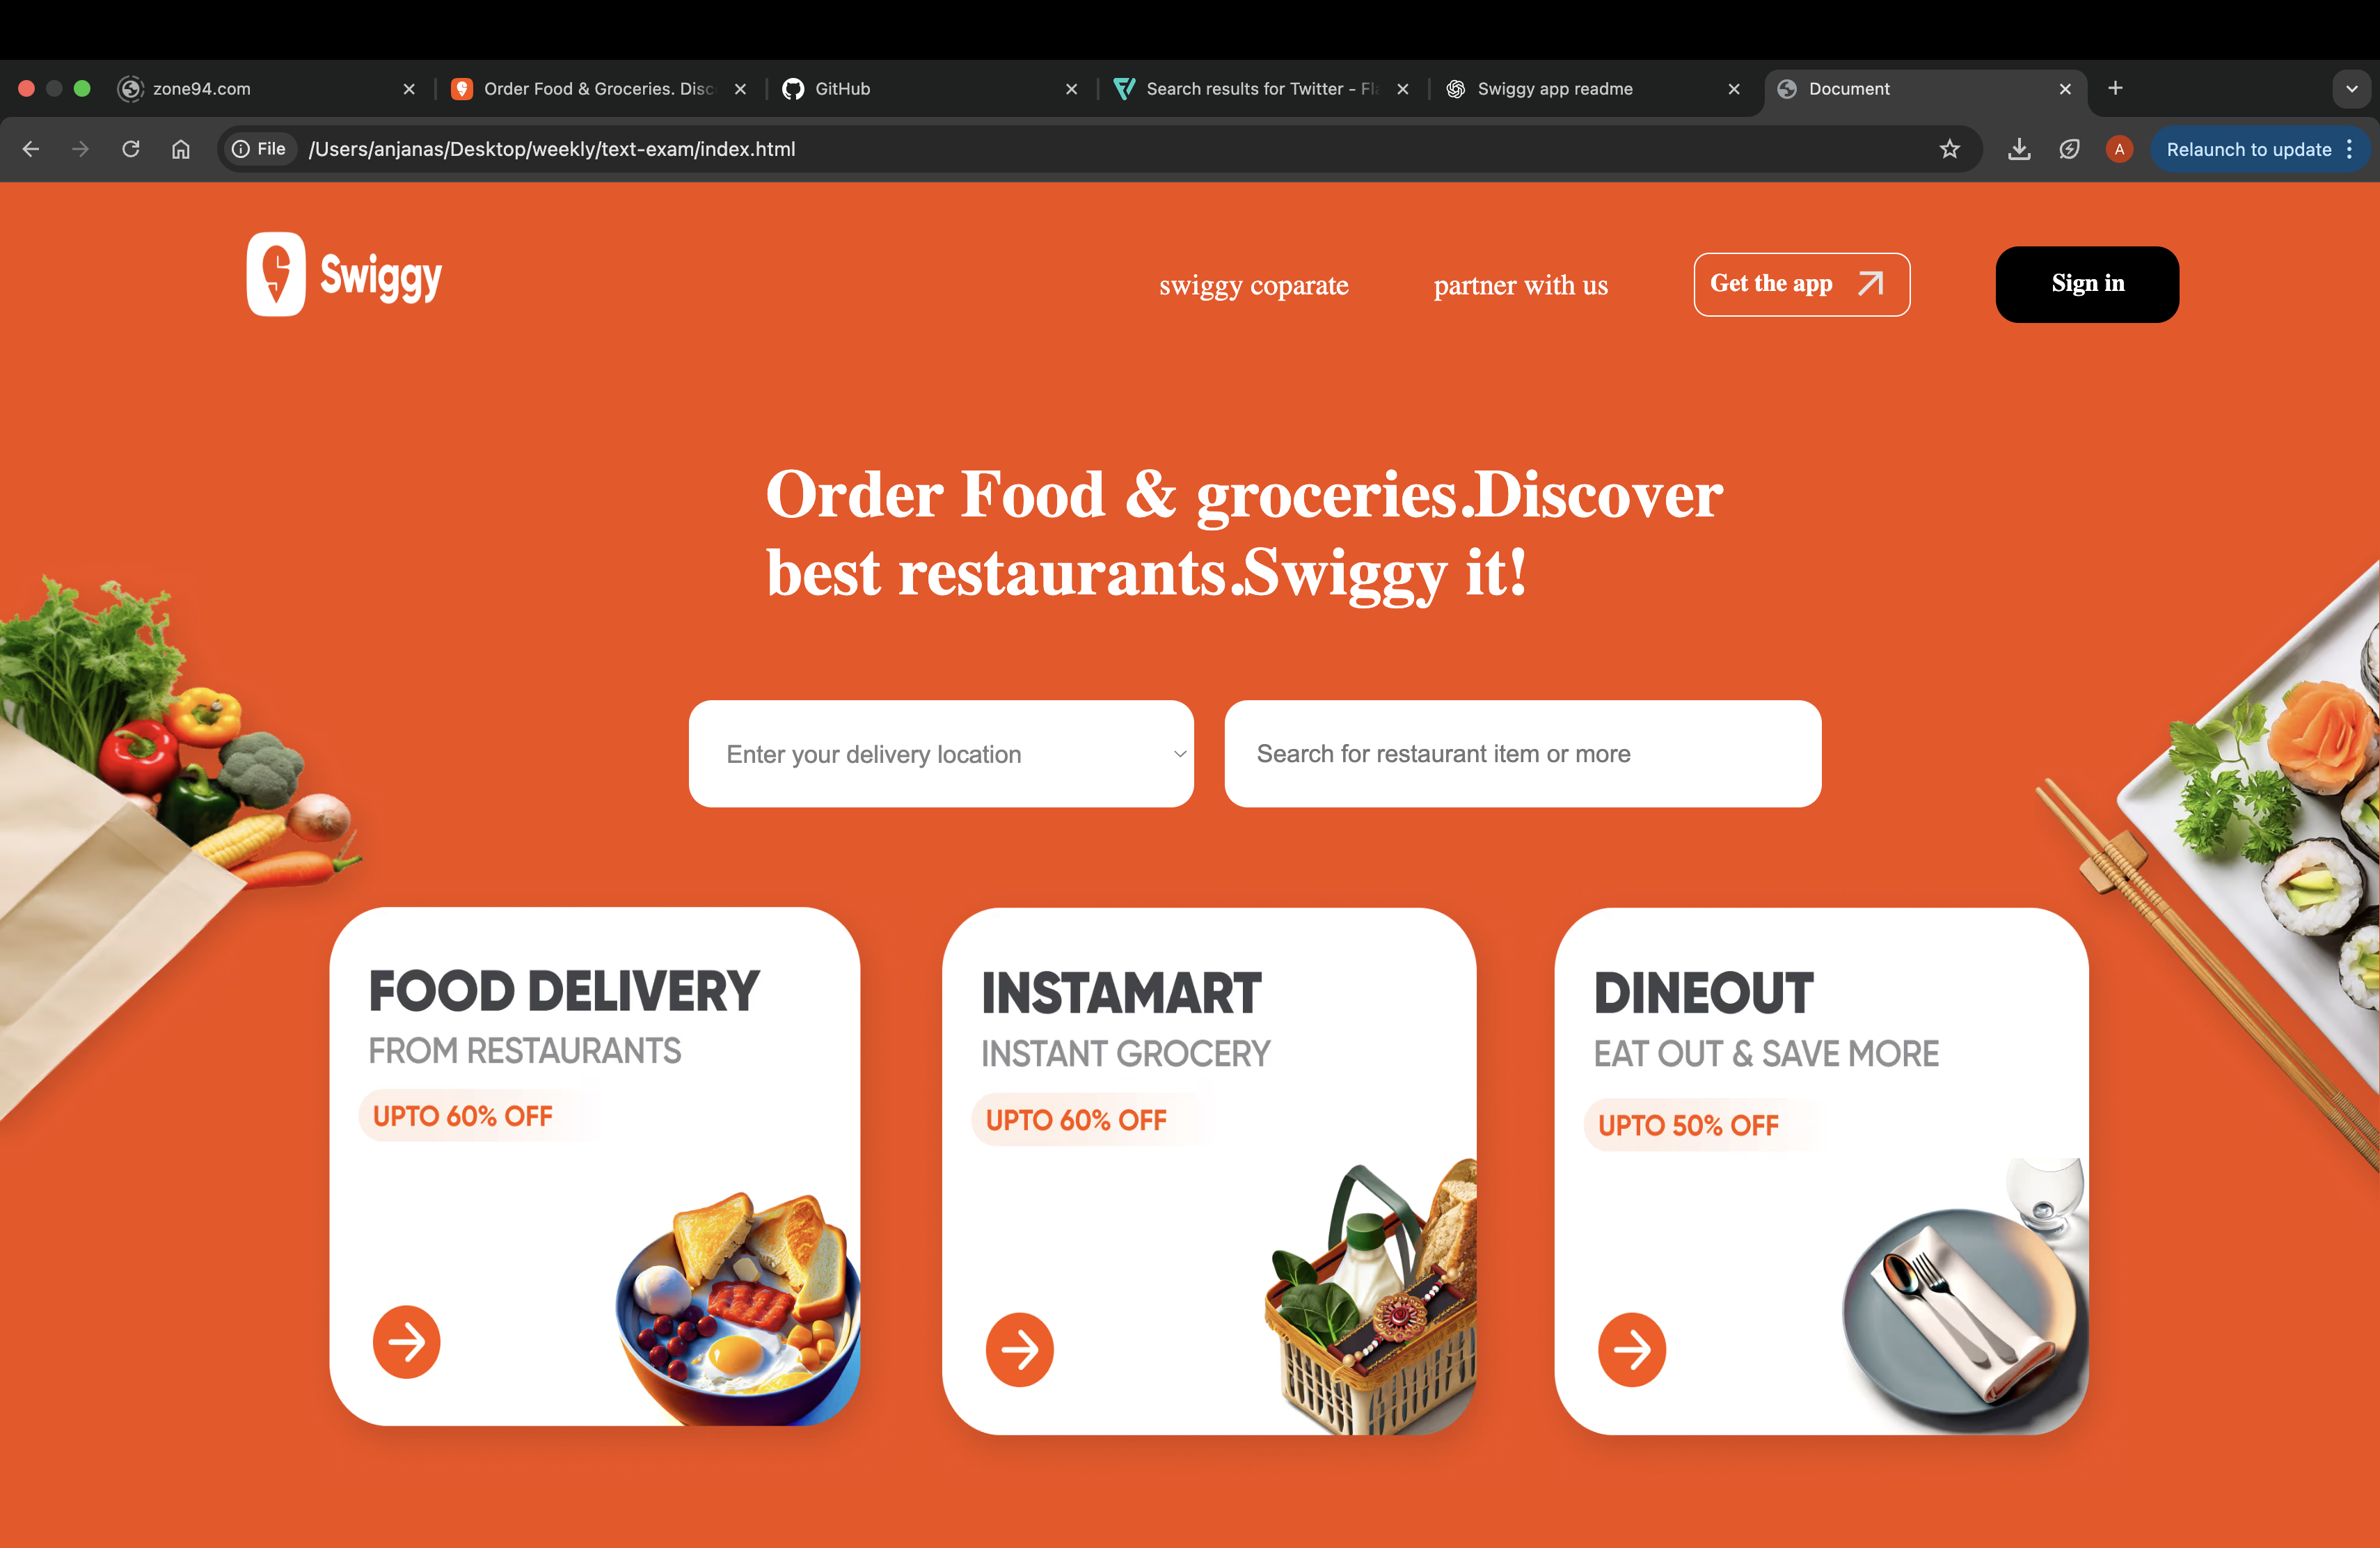 zone94.com
Order Food & Groceries. Disc
GitHub
Search results for Twitter - Fl
Swiggy app readme
Document
File
/Users/anjanas/Desktop/weekly/text-exam/index.html
A
Relaunch to update
Swiggy
swiggy coparate
partner with us
Get the app
Sign in
Order Food & groceries.Discover
best restaurants.Swiggy it!
Enter your delivery location
Search for restaurant item or more
FOOD DELIVERY
FROM RESTAURANTS
UPTO 60% OFF
INSTAMART
INSTANT GROCERY
UPTO 60% OFF
DINEOUT
EAT OUT & SAVE MORE
UPTO 50% OFF